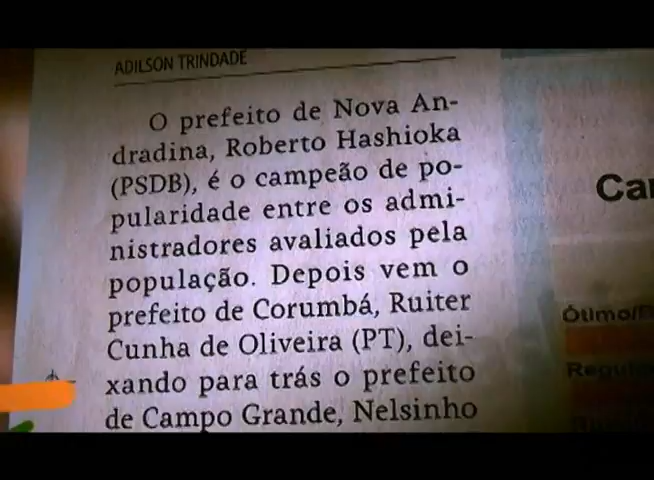 ADILSON TRINDADE
O prefeito de Nova An-
dradina, Roberto Hashioka
(PSDB), é o campeão de po-
pularidade entre os admi-
nistradores avaliados pela
população. Depois vem o
prefeito de Corumbá, Ruiter
Cunha de Oliveira (PT), dei-
xando para trás o prefeito
de Campo Grande, Nelsinho
Ca
Ótimo/
Regul